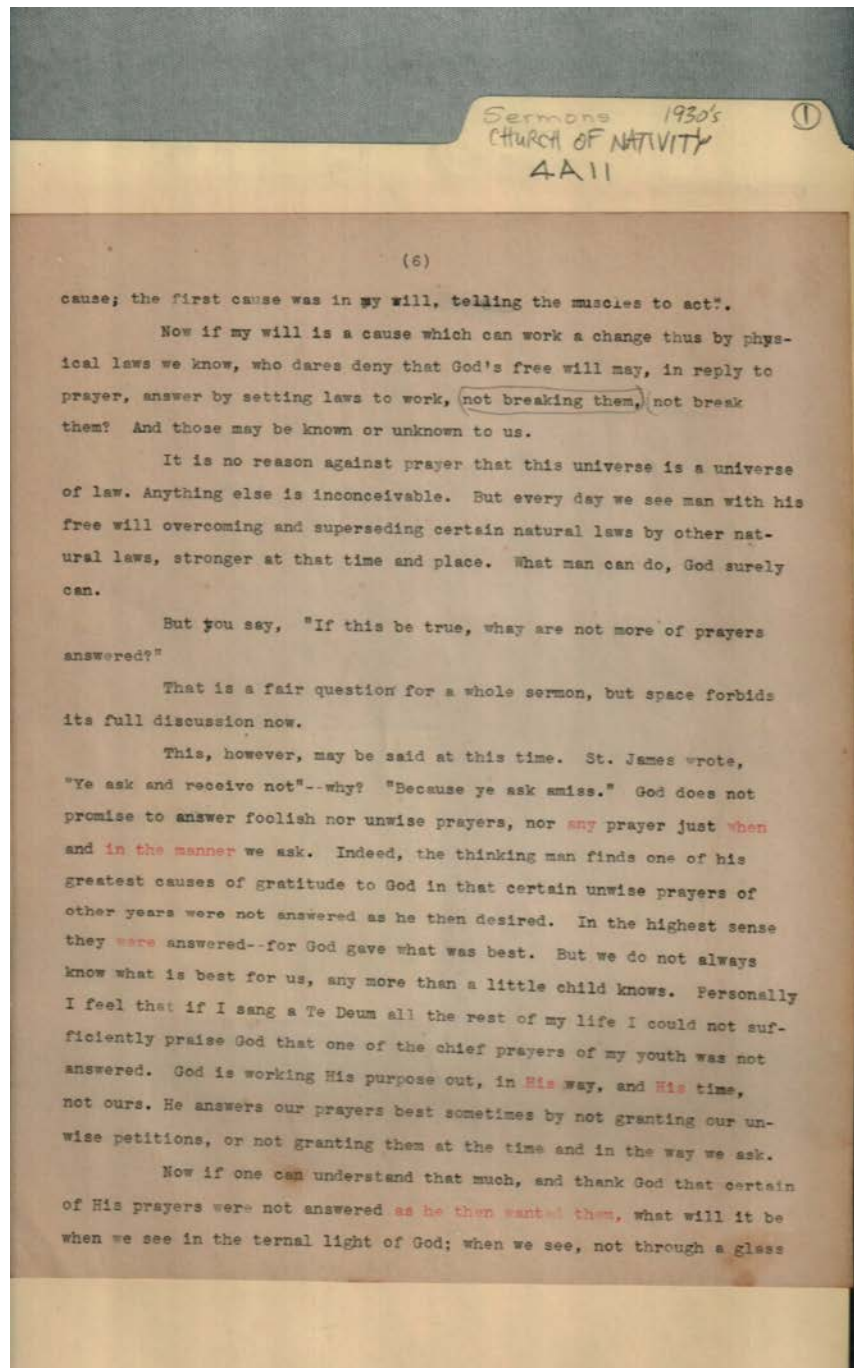 Sermons 1930's ①
CHURCH OF NATIVITY
4A11
(6)
cause; the first cause was in my will, telling the muscles to act".
Now if my will is a cause which can work a change thus by phys-
ical laws we know, who dares deny that God's free will may, in reply to
prayer, answer by setting laws to work, (not breaking them,) not break
them? And those may be known or unknown to us.
It is no reason against prayer that this universe is a universe
of law. Anything else is inconceivable. But every day we see man with his
free will overcoming and superseding certain natural laws by other nat-
ural laws, stronger at that time and place. What man can do, God surely
can.
But you say, "If this be true, whay are not more of prayers
answered?"
That is a fair question for a whole sermon, but space forbids
its full discussion now.
This, however, may be said at this time. St. James wrote,
"Ye ask and receive not"--why? "Because ye ask amiss." God does not
promise to answer foolish nor unwise prayers, nor any prayer just when
and in the manner we ask. Indeed, the thinking man finds one of his
greatest causes of gratitude to God in that certain unwise prayers of
other years were not answered as he then desired. In the highest sense
they were answered--for God gave what was best. But we do not always
know what is best for us, any more than a little child knows. Personally
I feel that if I sang a Te Deum all the rest of my life I could not suf-
ficiently praise God that one of the chief prayers of my youth was not
answered. God is working His purpose out, in His way, and His time,
not ours. He answers our prayers best sometimes by not granting our un-
wise petitions, or not granting them at the time and in the way we ask.
Now if one can understand that much, and thank God that certain
of His prayers were not answered as he then wanted them, what will it be
when we see in the ternal light of God; when we see, not through a glass